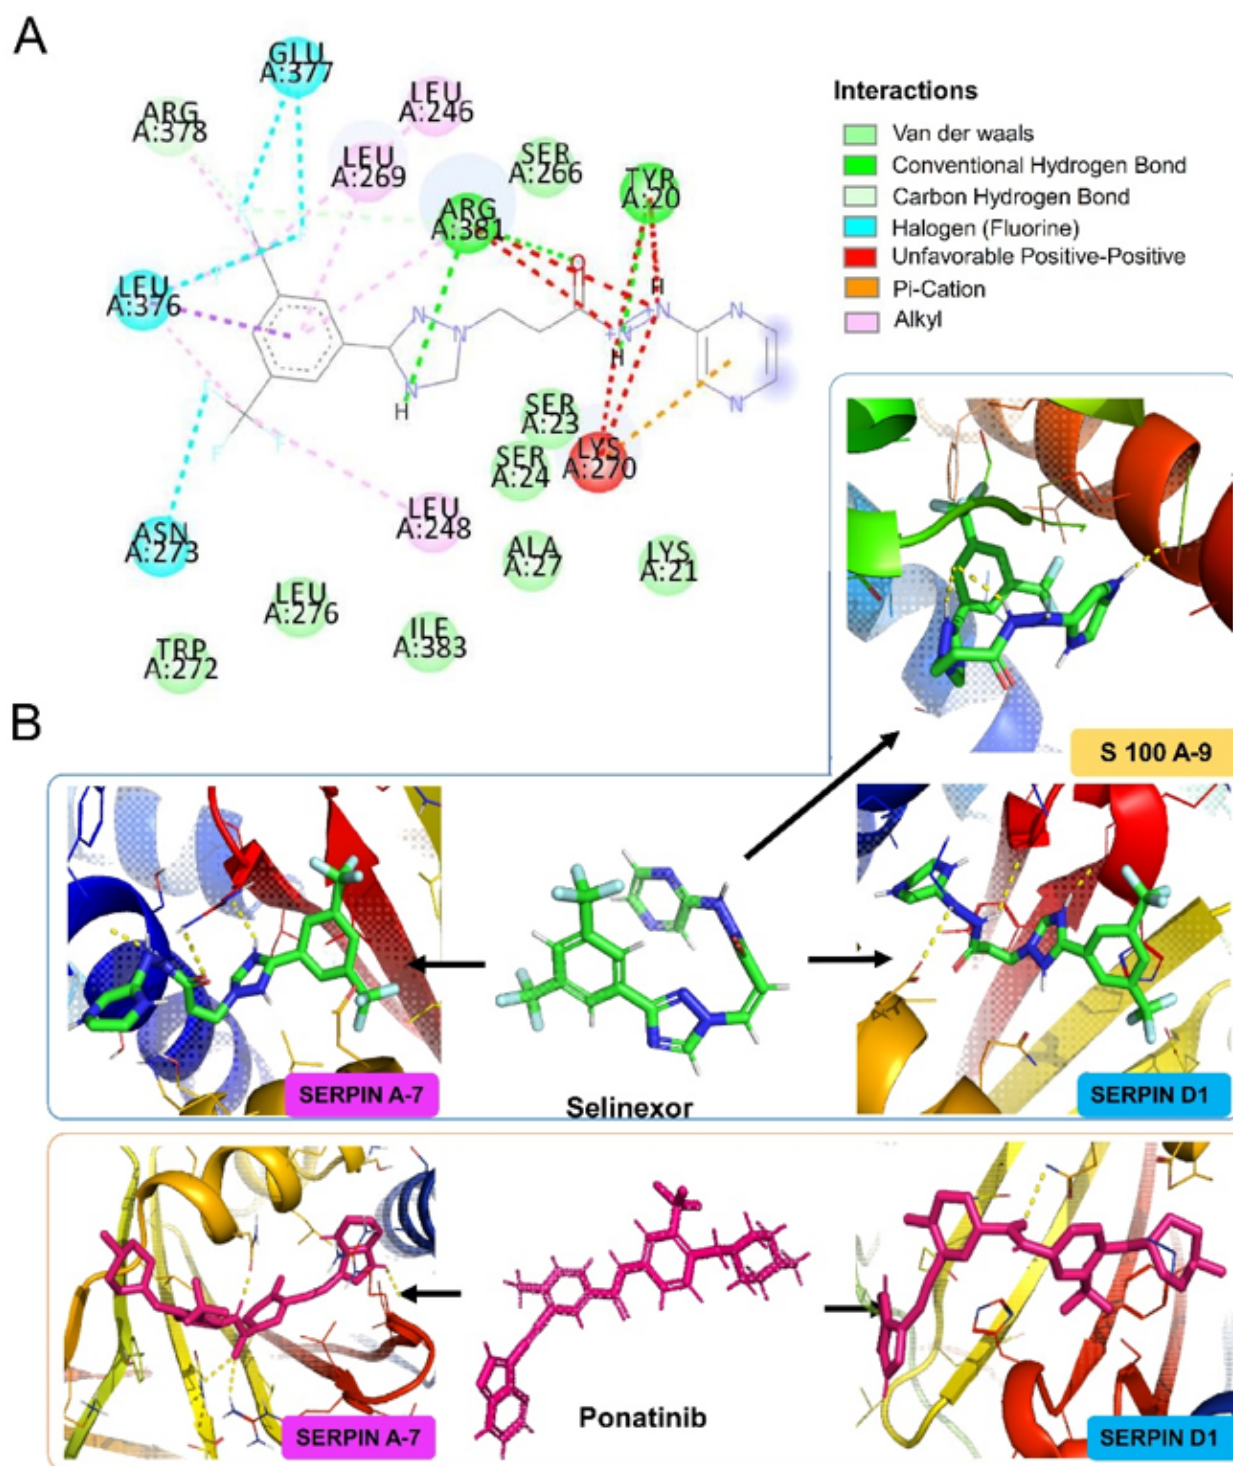 A
GLU
A:377
ARG
A:378
LEU
A:246
LEU
A:269
SER
A:266
ARG
A:381
TYR
A:20
LEU
A:376
O
N
N
N
H
N
H
N
H
N
N
N
F
F
F
SER
A:23
SER
A:24
LYS
A:270
ASN
A:273
LEU
A:248
ALA
A:27
LYS
A:21
LEU
A:276
ILE
A:383
TRP
A:272
Interactions
Van der waals
Conventional Hydrogen Bond
Carbon Hydrogen Bond
Halogen (Fluorine)
Unfavorable Positive-Positive
Pi-Cation
Alkyl
B
S 100 A-9
SERPIN A-7
Selinexor
SERPIN D1
SERPIN A-7
Ponatinib
SERPIN D1